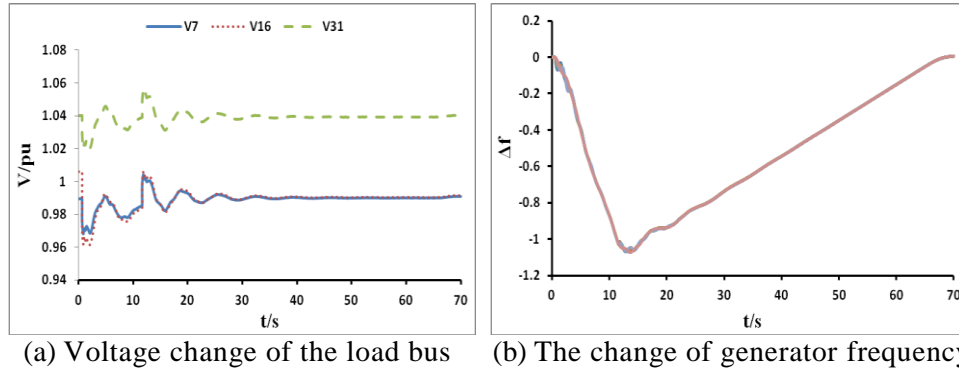 V7 V16 V31
1.08
1.06
1.04
1.02
1
0.98
0.96
0.94
V/pu
0 10 20 30 40 50 60 70
t/s
(a) Voltage change of the load bus
0.2
0
-0.2
-0.4
-0.6
-0.8
-1
-1.2
Δf
0 10 20 30 40 50 60 70
t/s
(b) The change of generator frequency